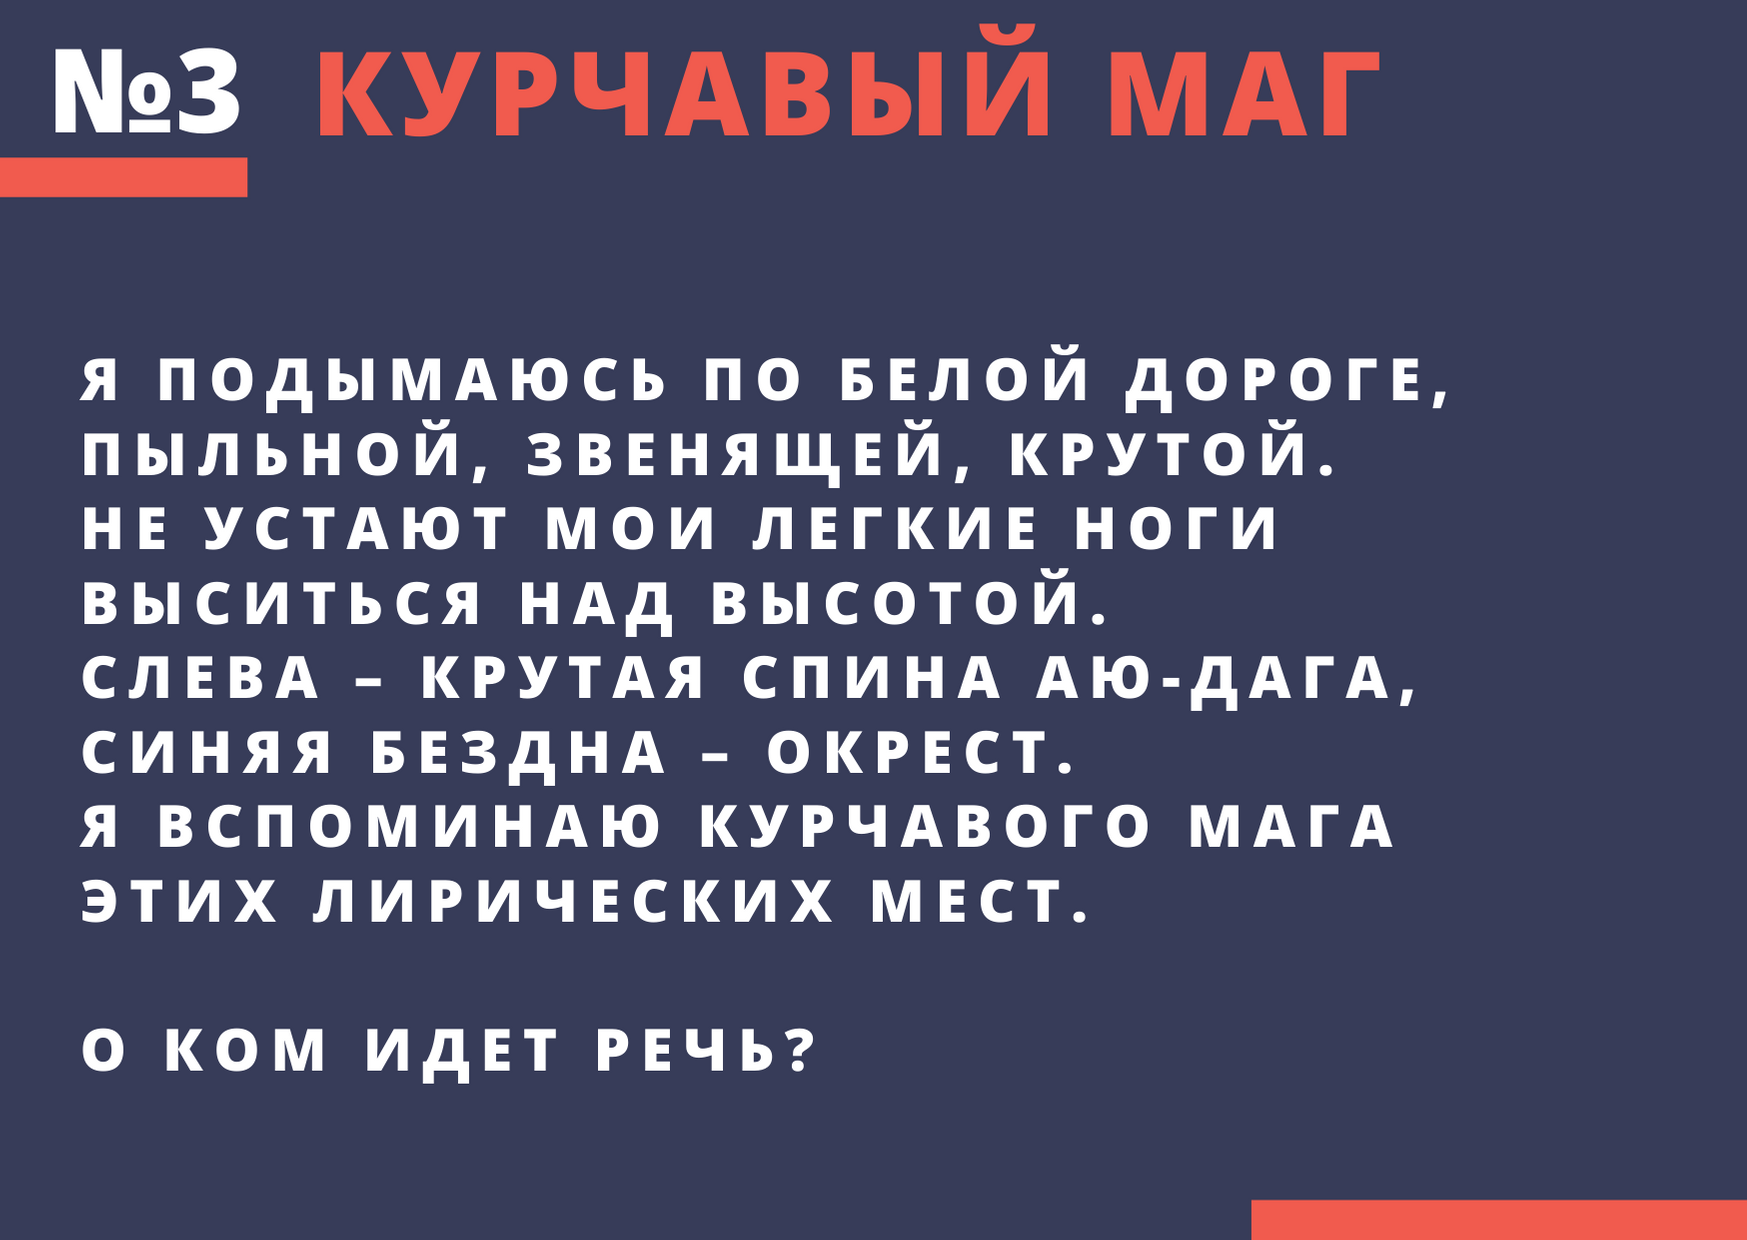 №3 КУРЧАВЫЙ МАГ
Я ПОДЫМАЮСЬ ПО БЕЛОЙ ДОРОГЕ,
ПЫЛЬНОЙ, ЗВЕНЯЩЕЙ, КРУТОЙ.
НЕ УСТАЮТ МОИ ЛЕГКИЕ НОГИ
ВЫСИТЬСЯ НАД ВЫСОТОЙ.
СЛЕВА – КРУТАЯ СПИНА АЮ-ДАГА,
СИНЯЯ БЕЗДНА – ОКРЕСТ.
Я ВСПОМИНАЮ КУРЧАВОГО МАГА
ЭТИХ ЛИРИЧЕСКИХ МЕСТ.
О КОМ ИДЕТ РЕЧЬ?